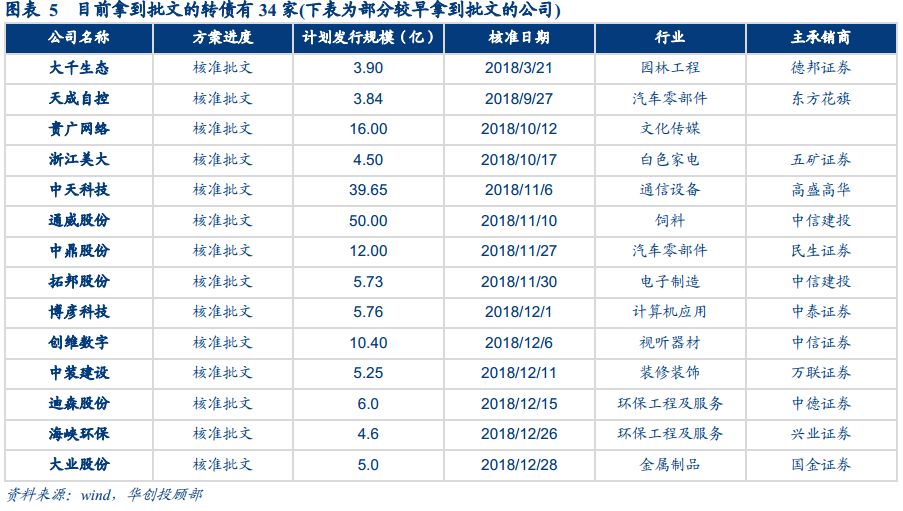 图表 5 目前拿到批文的转债有 34 家(下表为部分较早拿到批文的公司)
公司名称 方案进度 计划发行规模（亿） 核准日期 行业 主承销商
大千生态 核准批文 3.90 2018/3/21 园林工程 德邦证券
天成自控 核准批文 3.84 2018/9/27 汽车零部件 东方花旗
贵广网络 核准批文 16.00 2018/10/12 文化传媒
浙江美大 核准批文 4.50 2018/10/17 白色家电 五矿证券
中天科技 核准批文 39.65 2018/11/6 通信设备 高盛高华
通威股份 核准批文 50.00 2018/11/10 饲料 中信建投
中鼎股份 核准批文 12.00 2018/11/27 汽车零部件 民生证券
拓邦股份 核准批文 5.73 2018/11/30 电子制造 中信建投
博彦科技 核准批文 5.76 2018/12/1 计算机应用 中泰证券
创维数字 核准批文 10.40 2018/12/6 视听器材 中信证券
中装建设 核准批文 5.25 2018/12/11 装修装饰 万联证券
迪森股份 核准批文 6.0 2018/12/15 环保工程及服务 中德证券
海峡环保 核准批文 4.6 2018/12/26 环保工程及服务 兴业证券
大业股份 核准批文 5.0 2018/12/28 金属制品 国金证券
资料来源：wind，华创投顾部